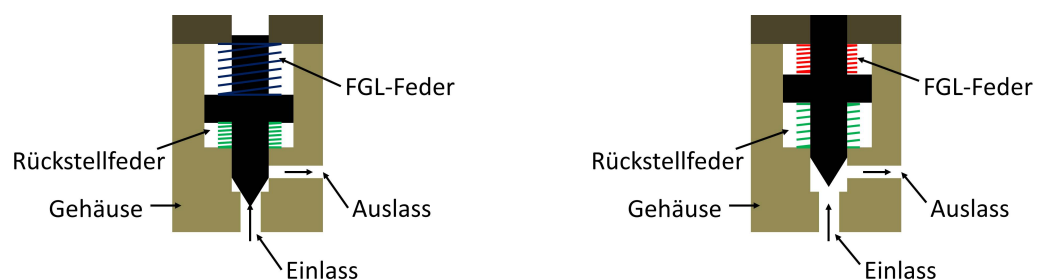 FGL-Feder
Rückstellfeder
Gehäuse
Auslass
Einlass
FGL-Feder
Rückstellfeder
Gehäuse
Auslass
Einlass